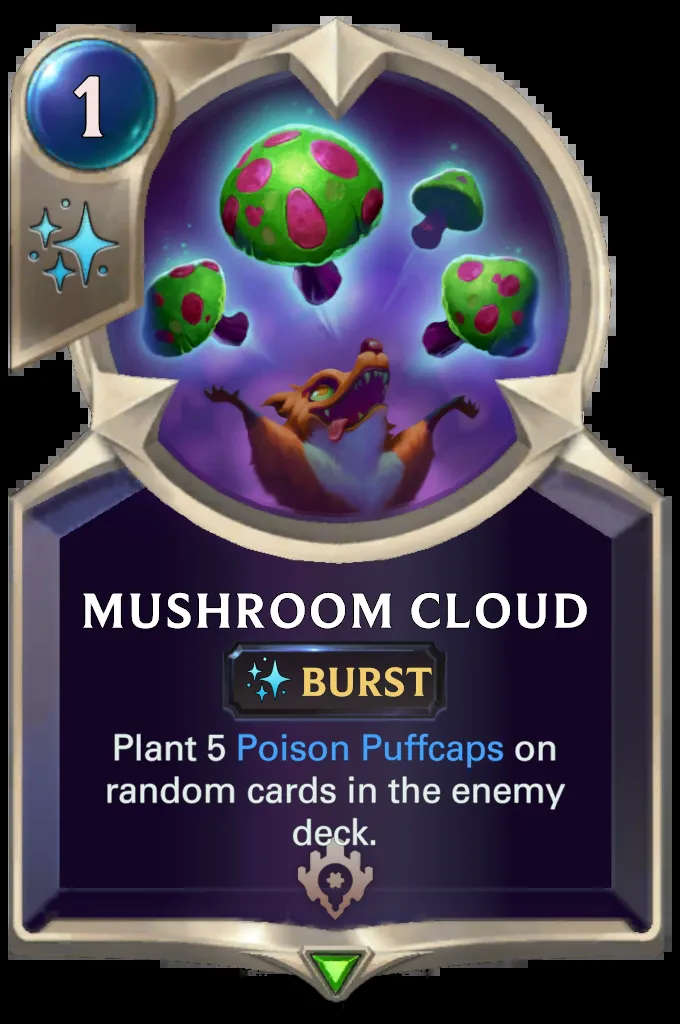 1
MUSHROOM CLOUD
BURST
Plant 5 Poison Puffcaps on
random cards in the enemy
deck.